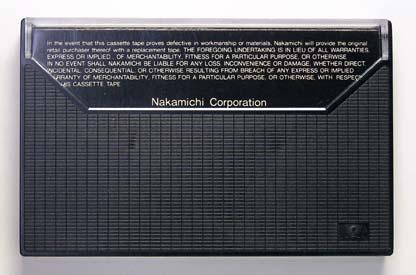 In the event that this cassette tape proves defective in workmanship or materials, Nakamichi will provide the original
retail purchaser thereof with a replacement tape. THE FOREGOING UNDERTAKING IS IN LIEU OF ALL WARRANTIES,
EXPRESS OR IMPLIED, OF MERCHANTABILITY, FITNESS FOR A PARTICULAR PURPOSE, OR OTHERWISE
IN NO EVENT SHALL NAKAMICHI BE LIABLE FOR ANY LOSS, INCONVENIENCE OR DAMAGE, WHETHER DIRECT,
INCIDENTAL, CONSEQUENTIAL, OR OTHERWISE RESULTING FROM BREACH OF ANY EXPRESS OR IMPLIED
WARRANTY OF MERCHANTABILITY, FITNESS FOR A PARTICULAR PURPOSE, OR OTHERWISE, WITH RESPECT
THIS CASSETTE TAPE
Nakamichi Corporation